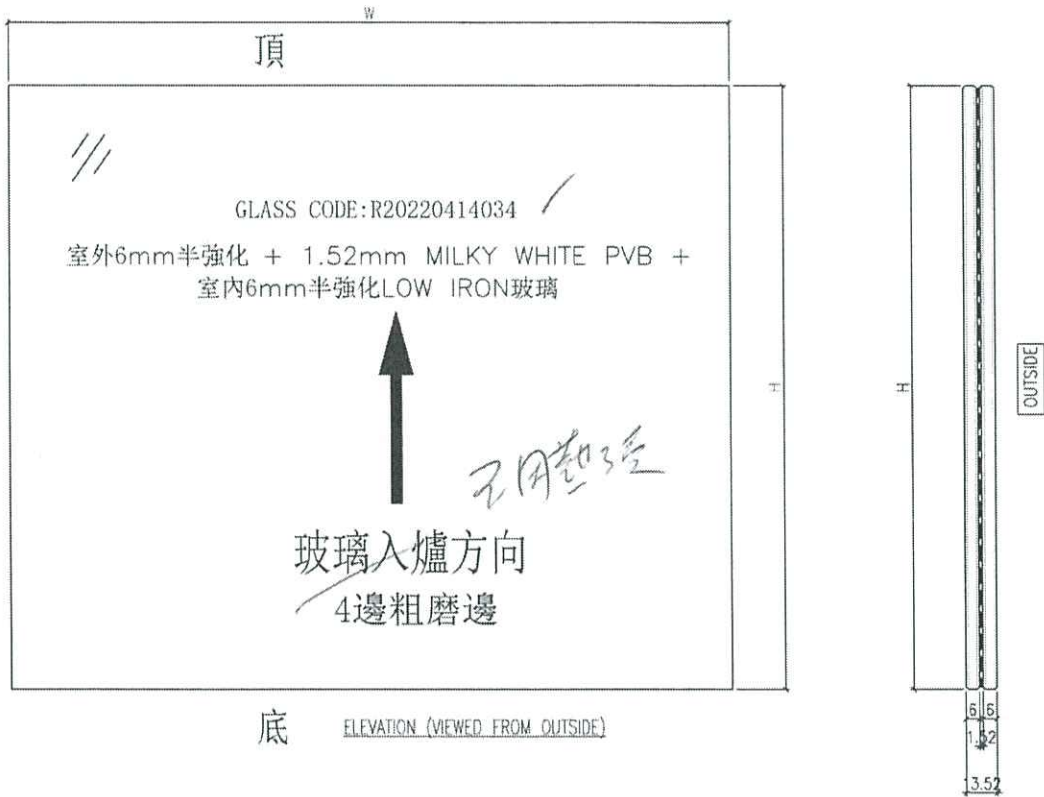 W
頂
GLASS CODE:R20220414034
室外6mm半強化 + 1.52mm MILKY WHITE PVB +
室內6mm半強化LOW IRON玻璃
H
H
OUTSIDE
玻璃入爐方向
4邊粗磨邊
底
ELEVATION (VIEWED FROM OUTSIDE)
6
6
1.52
13.52